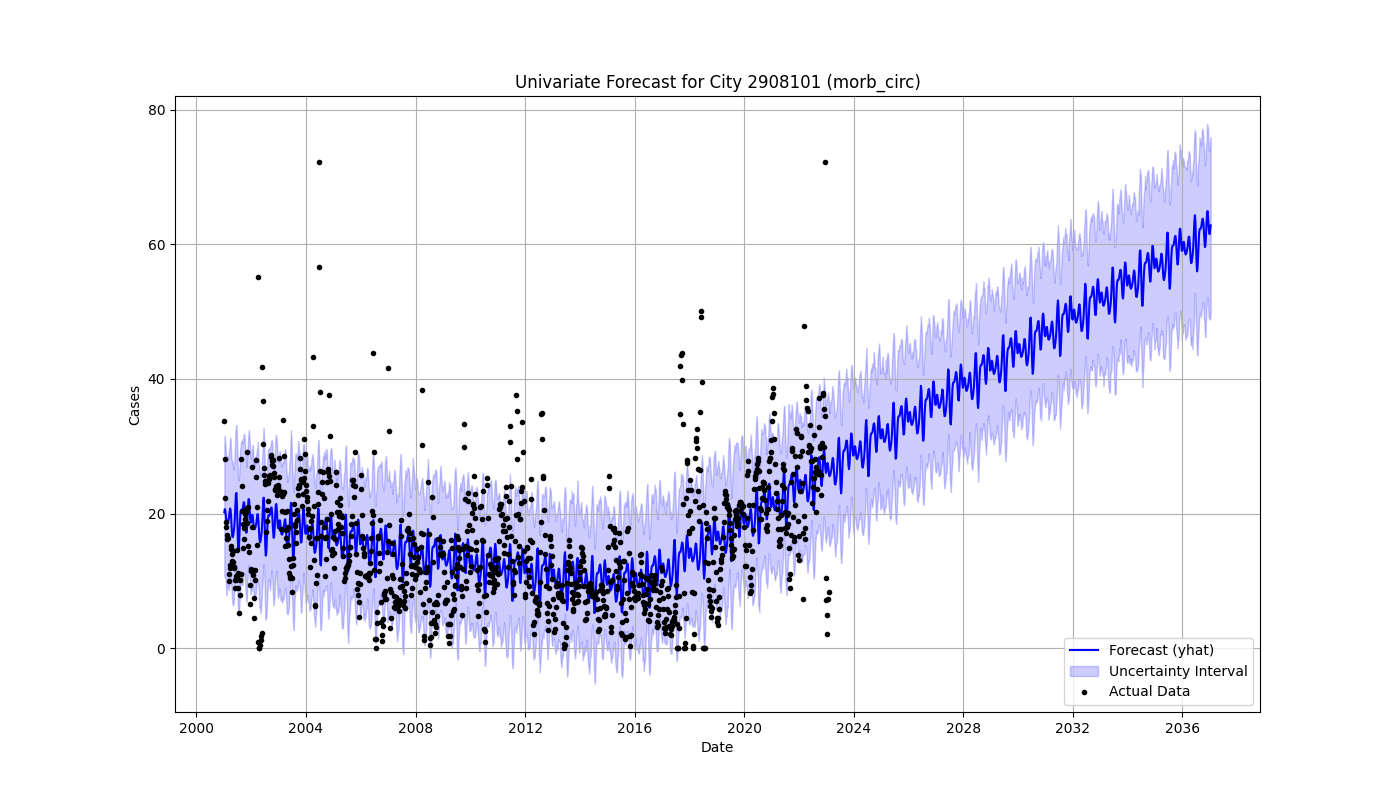 Univariate Forecast for City 2908101 (morb_circ)
80
60
40
20
0
Cases
2000 2004 2008 2012 2016 2020 2024 2028 2032 2036
Date
Forecast (yhat)
Uncertainty Interval
Actual Data